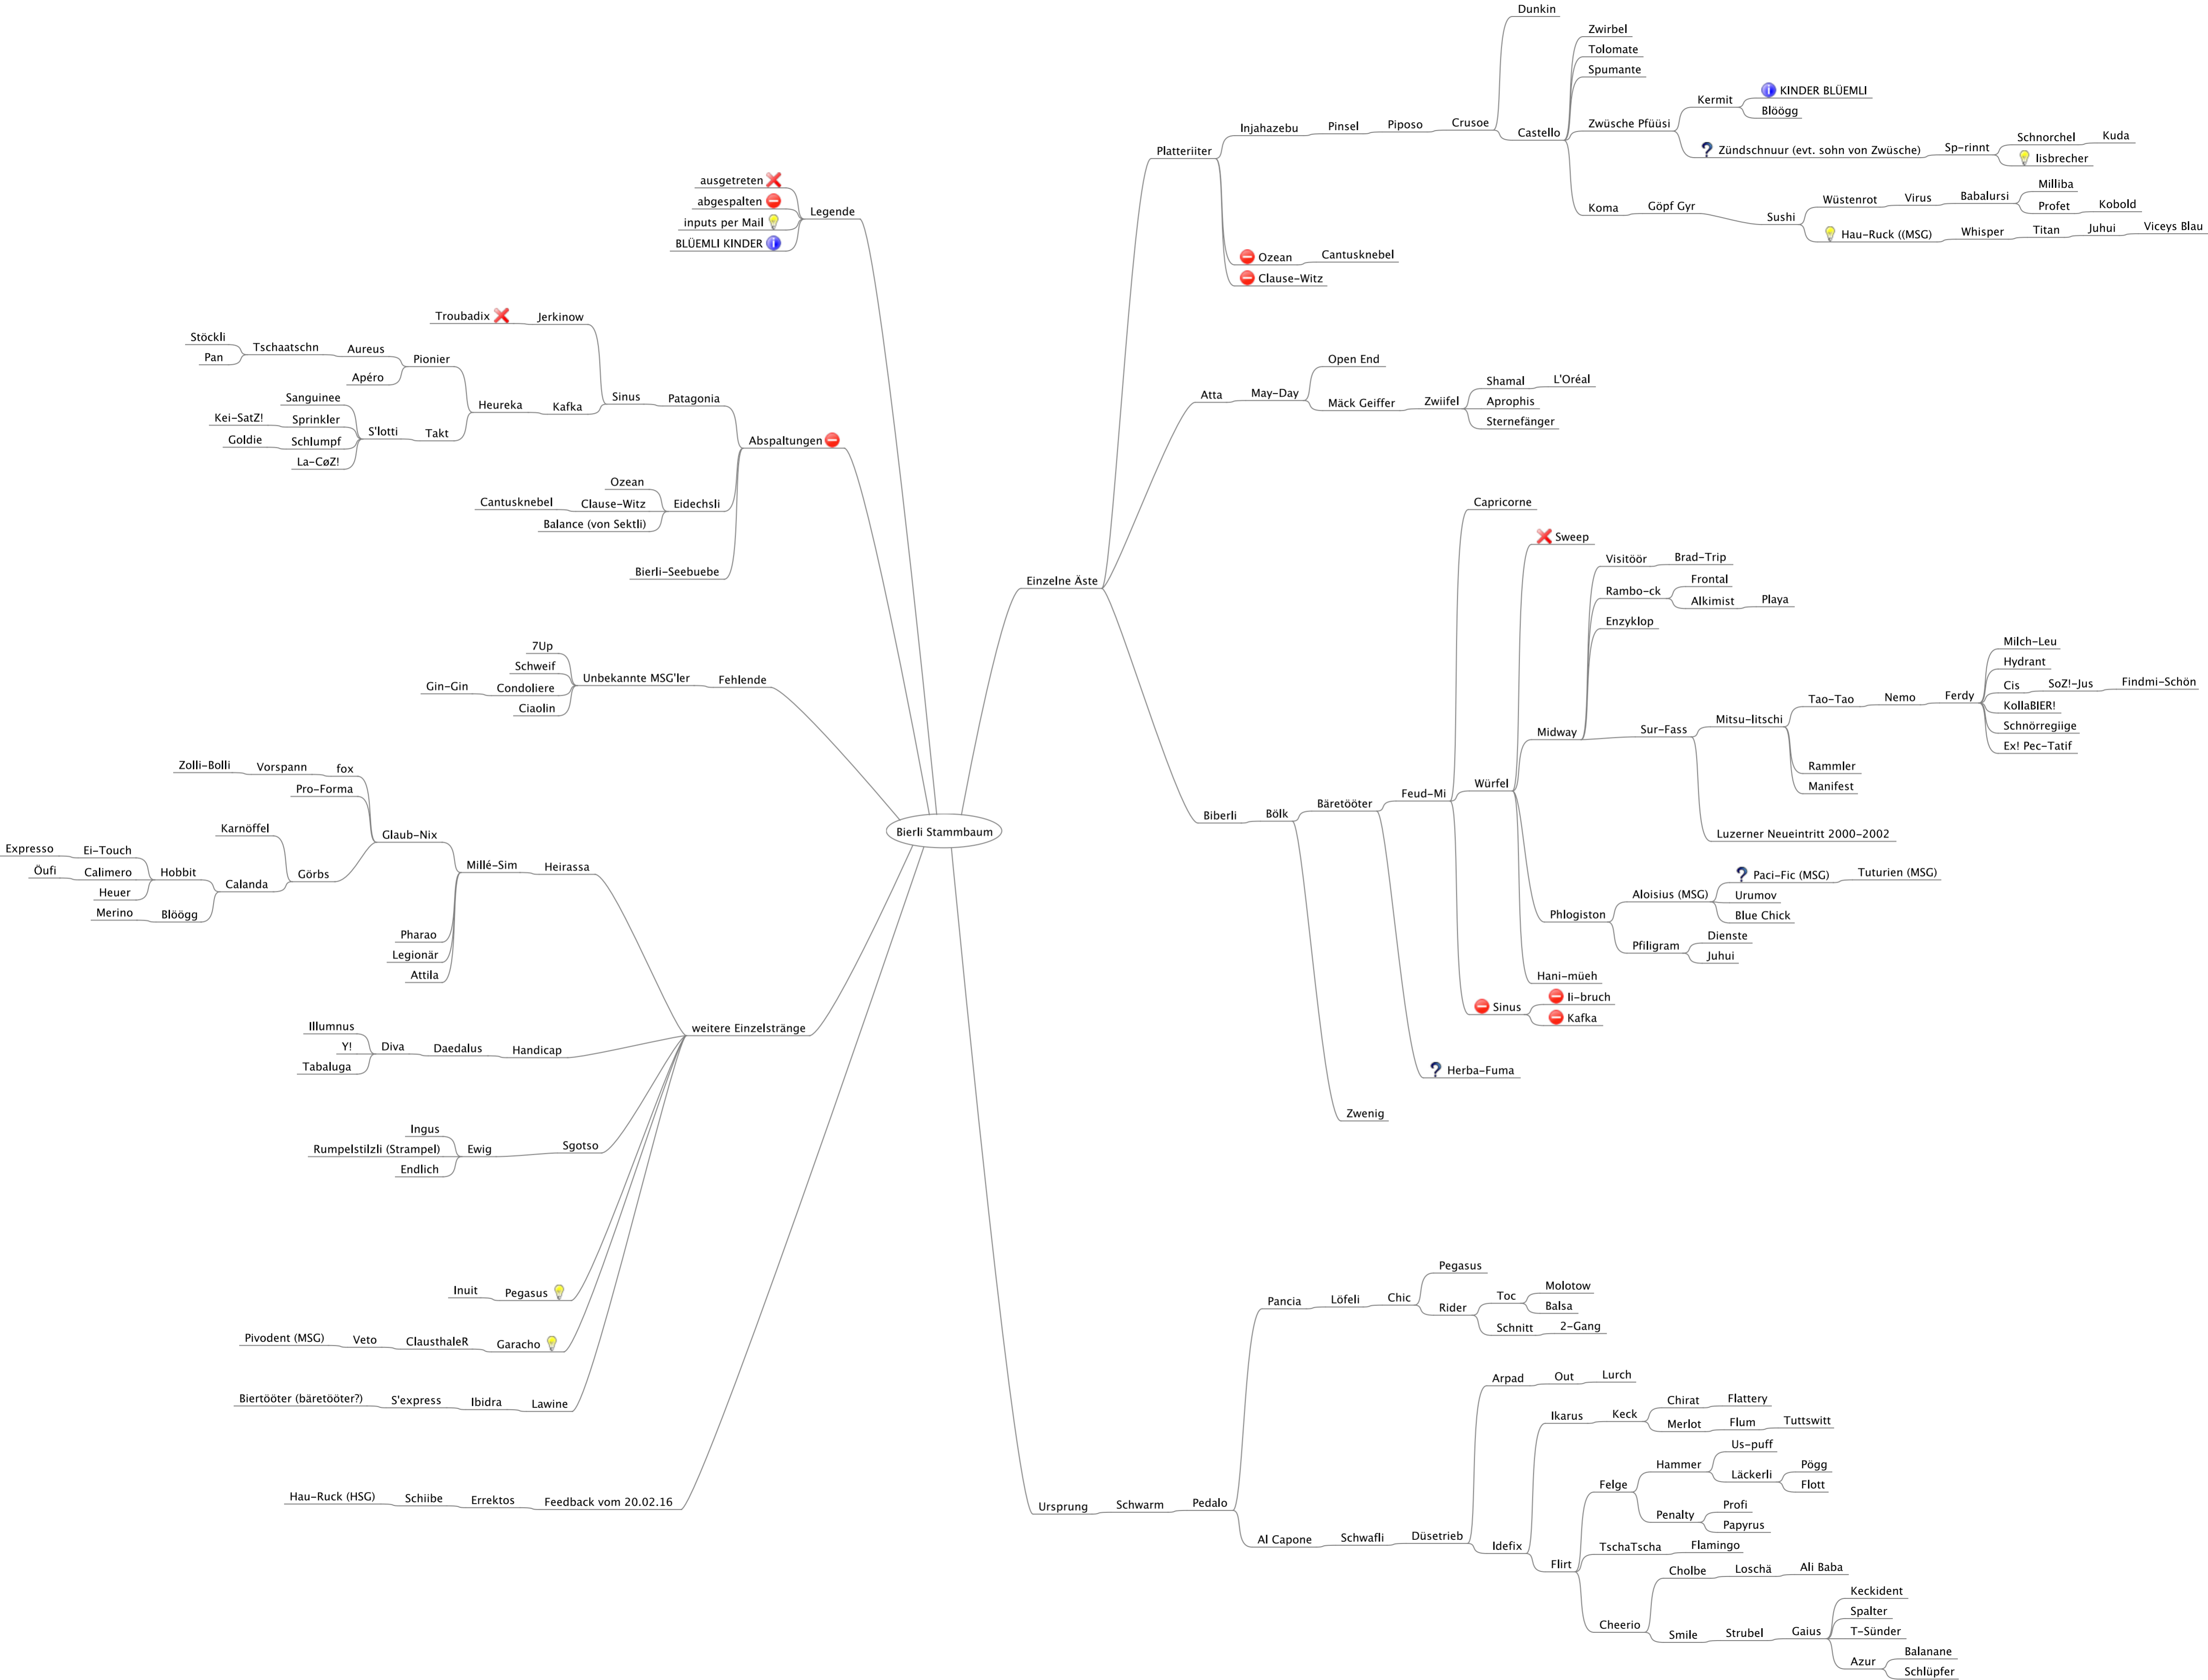 Bierli Stammbaum
Legende
ausgetreten
abgespalten
inputs per Mail
BLÜEMLI KINDER
Abspaltungen
Patagonia
Sinus
Jerkinow
Troubadix
Kafka
Heureka
Pionier
Aureus
Tschaatschn
Stöckli
Pan
Apéro
Takt
S'lotti
Sanguinee
Sprinkler
Kei-SatZ!
Schlumpf
Goldie
La-CøZ!
Eidechsli
Ozean
Clause-Witz
Cantusknebel
Balance (von Sektli)
Bierli-Seebuebe
Fehlende
Unbekannte MSG'ler
7Up
Schweif
Condoliere
Gin-Gin
Ciaolin
weitere Einzelstränge
Heirassa
Millé-Sim
Glaub-Nix
fox
Vorspann
Zolli-Bolli
Pro-Forma
Görbs
Karnöffel
Calanda
Hobbit
Ei-Touch
Expresso
Calimero
Öufi
Heuer
Blöögg
Merino
Pharao
Legionär
Attila
Handicap
Daedalus
Diva
Illumnus
Y!
Tabaluga
Sgotso
Ewig
Ingus
Rumpelstilzli (Strampel)
Endlich
Pegasus
Inuit
Garacho
ClausthaleR
Veto
Pivodent (MSG)
Lawine
Ibidra
S'express
Biertööter (bäretööter?)
Feedback vom 20.02.16
Errektos
Schiibe
Hau-Ruck (HSG)
Einzelne Äste
Platteriiter
Injahazebu
Pinsel
Piposo
Crusoe
Dunkin
Castello
Zwirbel
Tolomate
Spumante
Zwüsche Pfüüsi
Kermit
KINDER BLÜEMLI
Blöögg
Zündschnuur (evt. sohn von Zwüsche)
Sp-rinnt
Schnorchel
Kuda
Iisbrecher
Koma
Göpf Gyr
Sushi
Wüstenrot
Virus
Babalursi
Milliba
Profet
Kobold
Hau-Ruck ((MSG)
Whisper
Titan
Juhui
Viceys Blau
Ozean
Cantusknebel
Clause-Witz
Atta
May-Day
Open End
Mäck Geiffer
Zwiifel
Shamal
L'Oréal
Aprophis
Sternefänger
Biberli
Bölk
Bäretööter
Feud-Mi
Capricorne
Würfel
Sweep
Midway
Visitöör
Brad-Trip
Rambo-ck
Frontal
Alkimist
Playa
Enzyklop
Sur-Fass
Mitsu-Iitschi
Tao-Tao
Nemo
Ferdy
Milch-Leu
Hydrant
Cis
SoZ!-Jus
Findmi-Schön
KollaBIER!
Schnörregiige
Ex! Pec-Tatif
Rammler
Manifest
Luzerner Neueintritt 2000-2002
Phlogiston
Aloisius (MSG)
Paci-Fic (MSG)
Tuturien (MSG)
Urumov
Blue Chick
Pfiligram
Dienste
Juhui
Hani-müeh
Sinus
Ii-bruch
Kafka
Herba-Fuma
Zwenig
Ursprung
Schwarm
Pedalo
Pancia
Löfeli
Chic
Pegasus
Rider
Toc
Molotow
Balsa
Schnitt
2-Gang
Al Capone
Schwafli
Düsetrieb
Arpad
Out
Lurch
Idefix
Ikarus
Keck
Chirat
Flattery
Merlot
Flum
Tuttswitt
Flirt
Felge
Hammer
Us-puff
Läckerli
Pögg
Flott
Penalty
Profi
Papyrus
TschaTscha
Flamingo
Cheerio
Cholbe
Loschä
Ali Baba
Smile
Strubel
Gaius
Keckident
Spalter
T-Sünder
Azur
Balanane
Schlüpfer